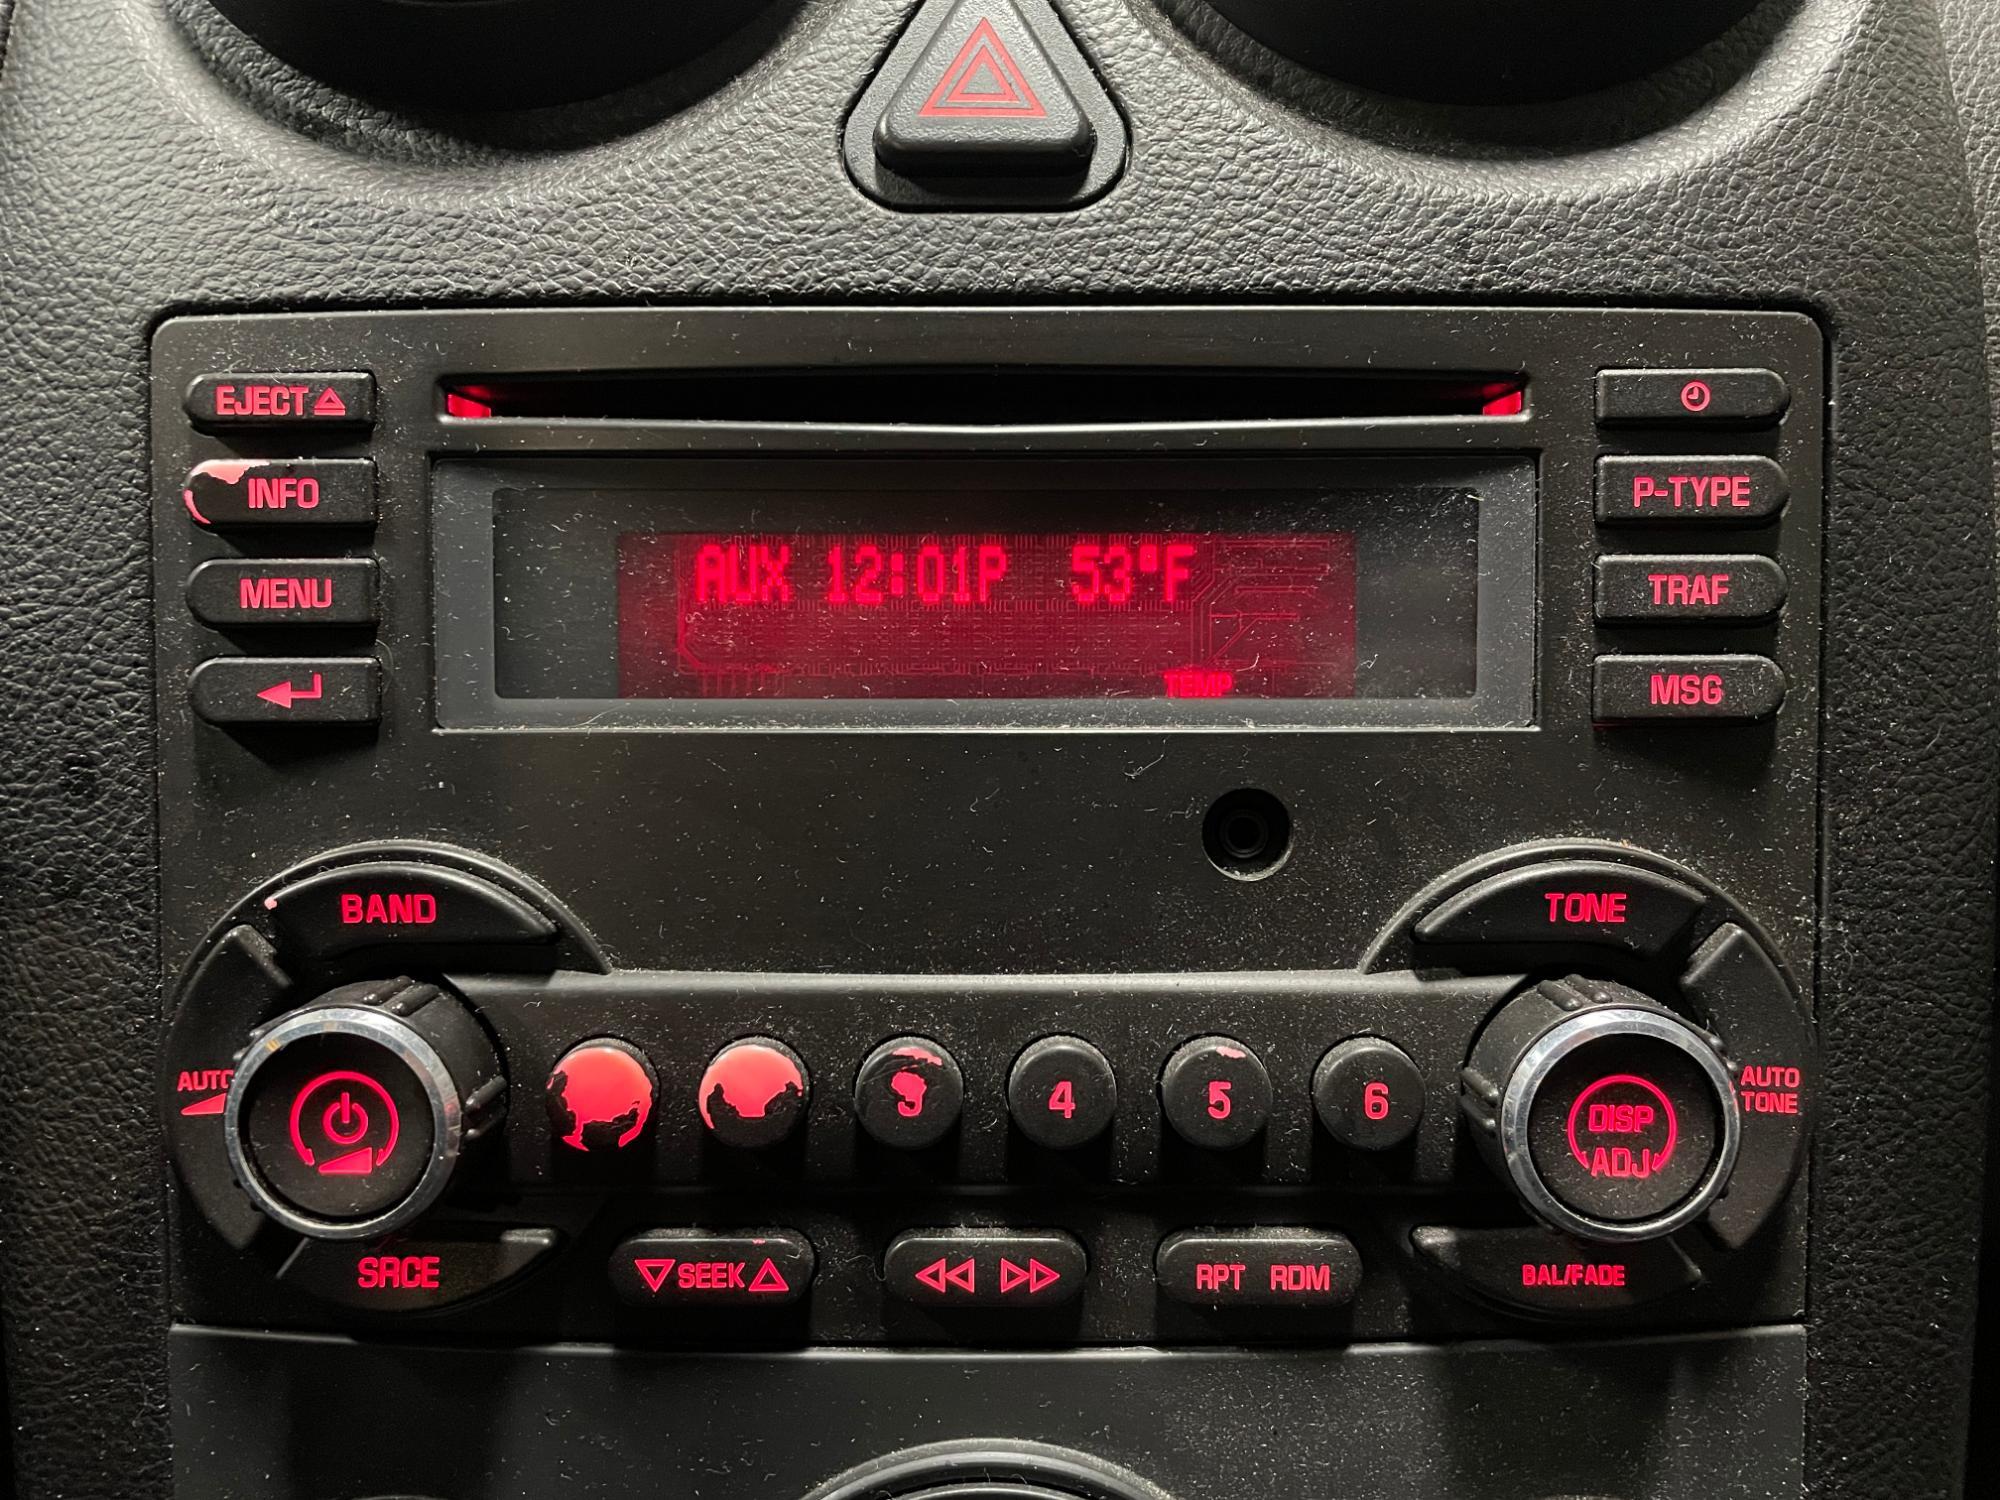 EJECT
INFO
P-TYPE
MENU
AUX 12:01P 53°F
TRAF
TEMP
MSG
BAND
TONE
AUTO
4
5
6
DISP
ADJ
AUTO
TONE
SRCE
SEEK
RPT RDM
BAL/FADE